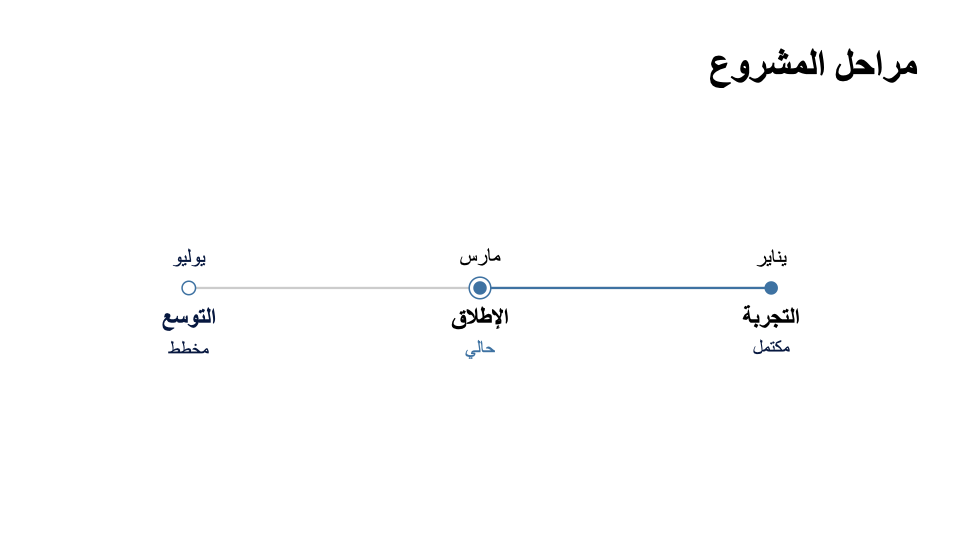 مراحل المشروع
يناير
مارس
يوليو
التجربة
الإطلاق
التوسع
مكتمل
حالي
مخطط